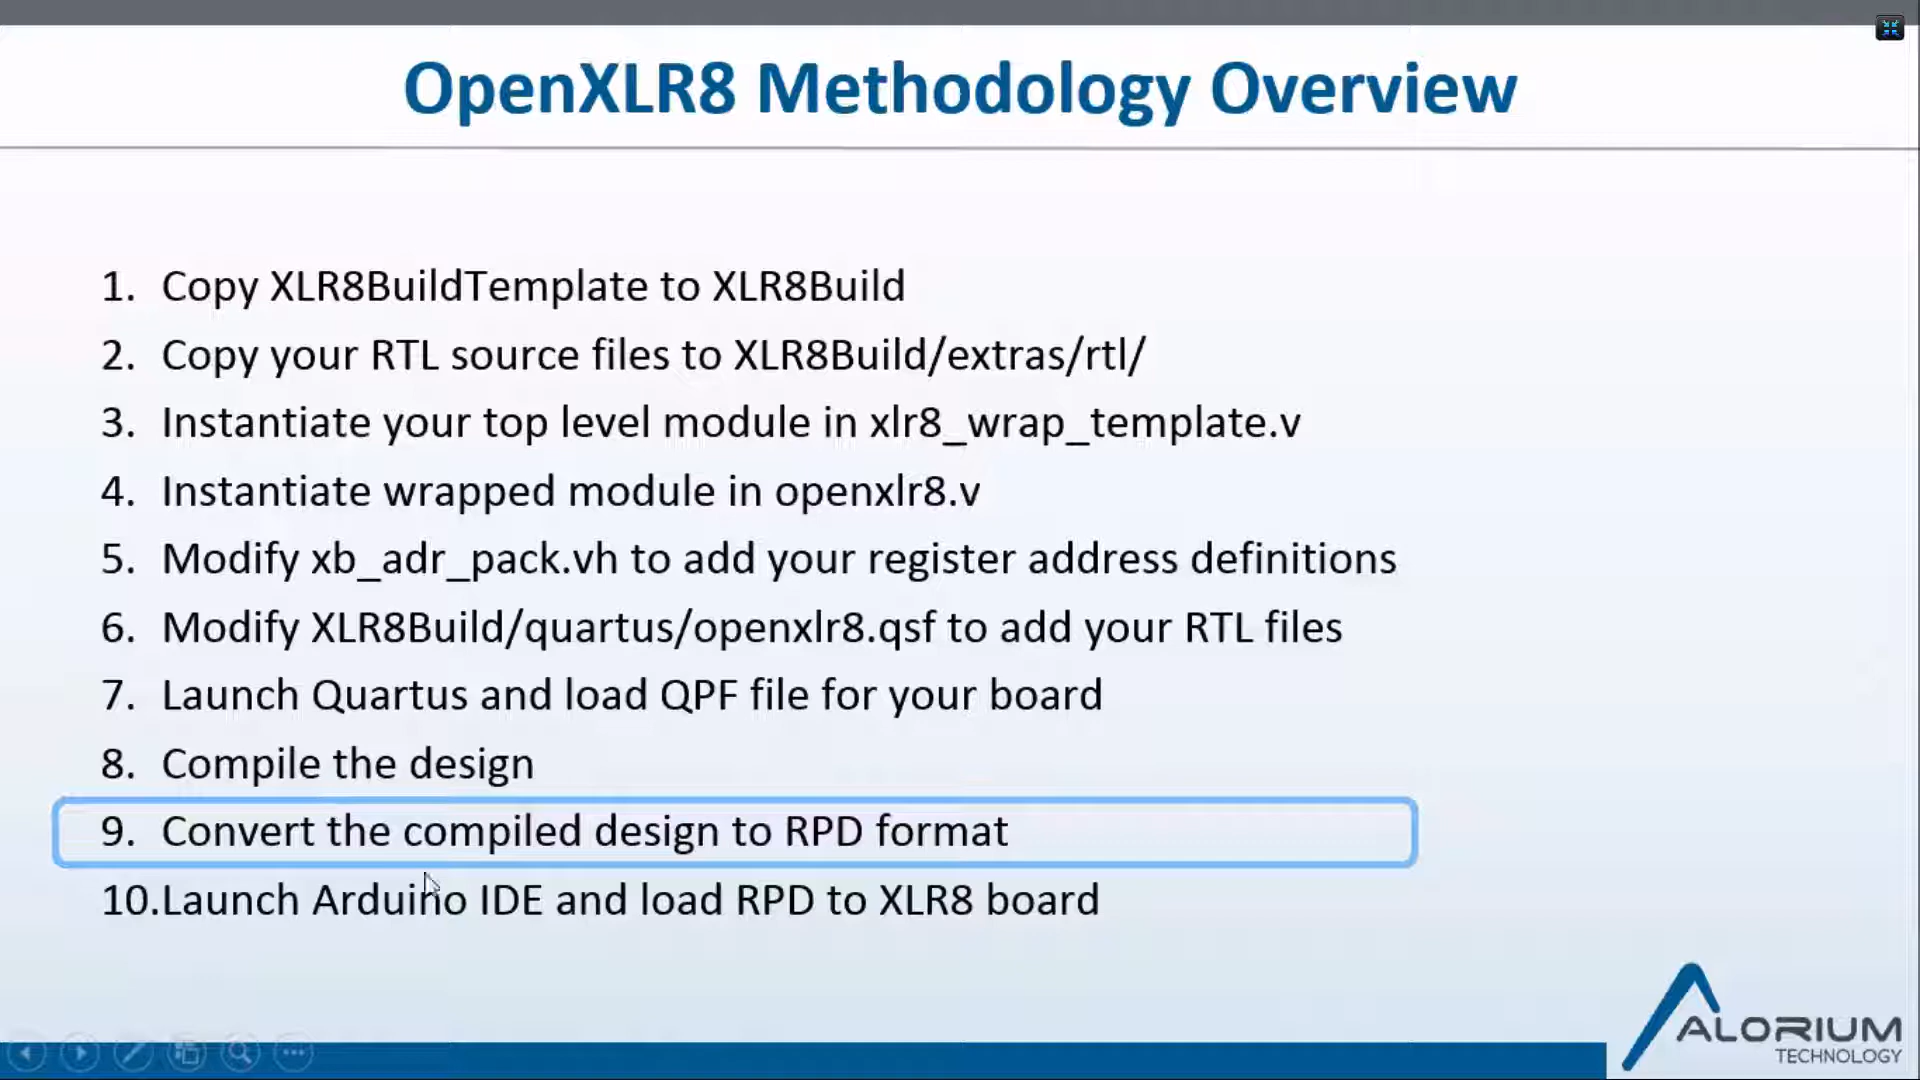 OpenXLR8 Methodology Overview
1. Copy XLR8BuildTemplate to XLR8Build
2. Copy your RTL source files to XLR8Build/extras/rtl/
3. Instantiate your top level module in xlr8_wrap_template.v
4. Instantiate wrapped module in openxlr8.v
5. Modify xb_adr_pack.vh to add your register address definitions
6. Modify XLR8Build/quartus/openxlr8.qsf to add your RTL files
7. Launch Quartus and load QPF file for your board
8. Compile the design
9. Convert the compiled design to RPD format
10.Launch Arduino IDE and load RPD to XLR8 board
ALORIUM
TECHNOLOGY